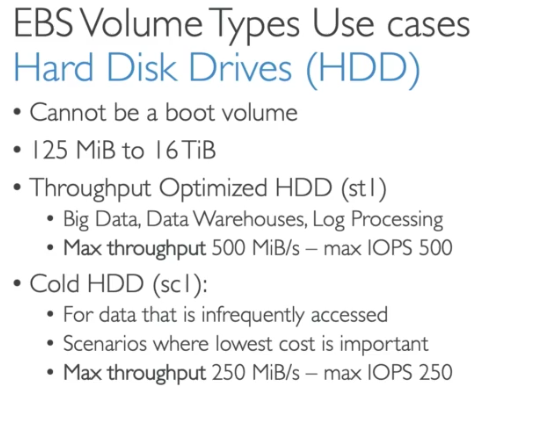 EBS Volume Types Use cases
Hard Disk Drives (HDD)
• Cannot be a boot volume
• 125 MiB to 16 TiB
• Throughput Optimized HDD (st1)
• Big Data, Data Warehouses, Log Processing
• Max throughput 500 MiB/s – max IOPS 500
• Cold HDD (sc1):
• For data that is infrequently accessed
• Scenarios where lowest cost is important
• Max throughput 250 MiB/s – max IOPS 250